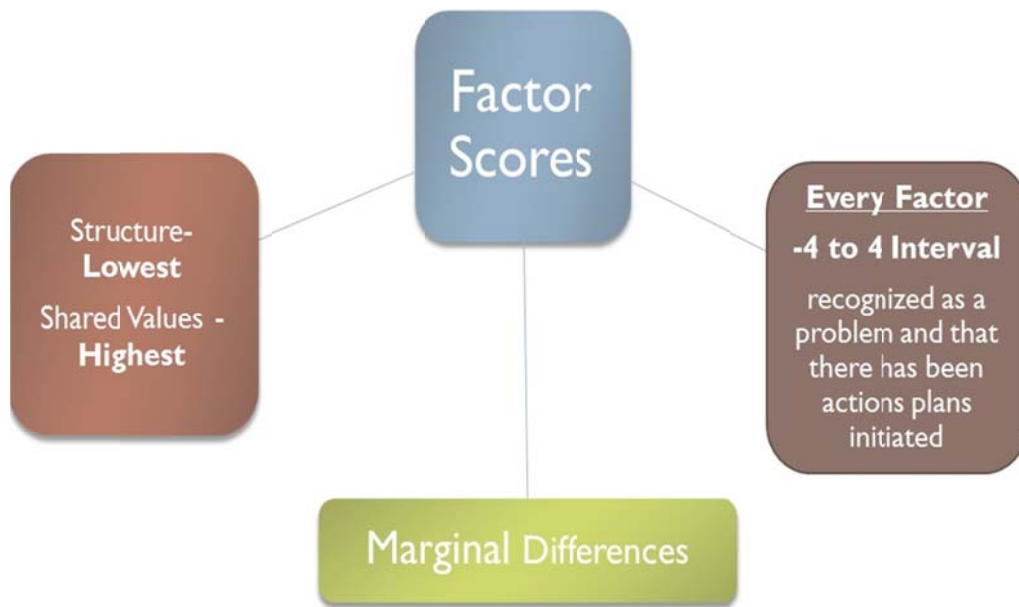 Factor
Scores
Structure-
Lowest
Shared Values -
Highest
Every Factor
-4 to 4 Interval
recognized as a
problem and that
there has been
actions plans
initiated
Marginal Differences